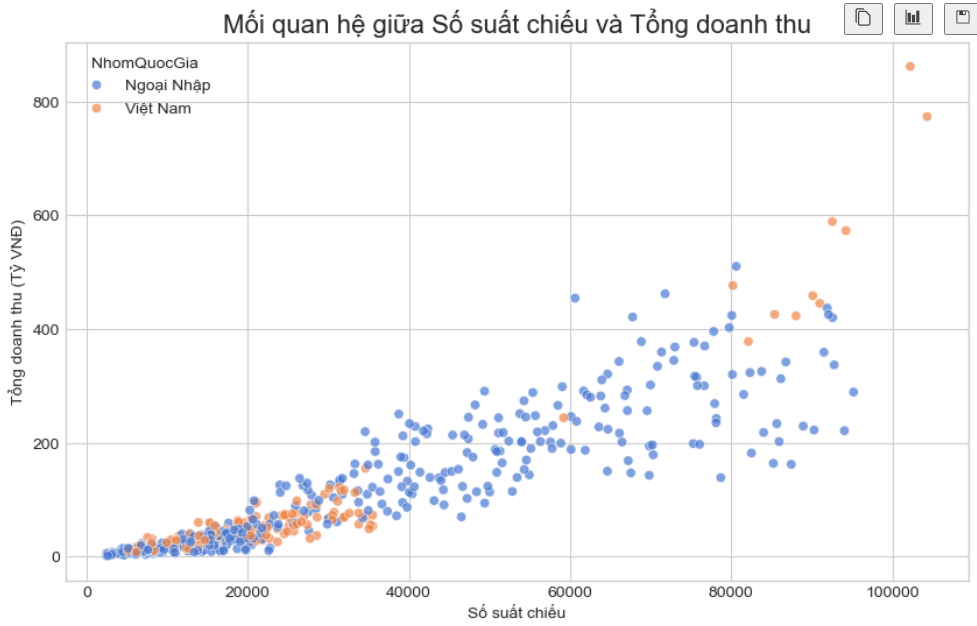 Mối quan hệ giữa Số suất chiếu và Tổng doanh thu
NhomQuocGia
Ngoại Nhập
Việt Nam
Tổng doanh thu (Tỷ VNĐ)
800
600
400
200
0
0 20000 40000 60000 80000 100000
Số suất chiếu